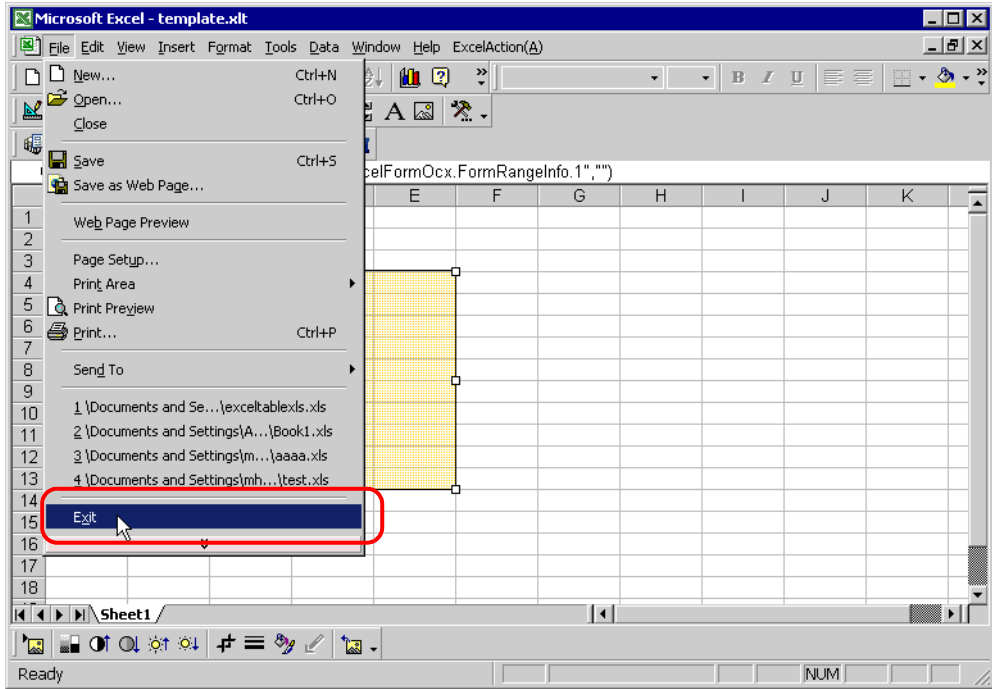 Microsoft Excel - template.xlt
File Edit View Insert Format Tools Data Window Help ExcelAction(A)
B I U
A
elFormOcx.FormRangeInfo.1","")
New... Ctrl+N
Open... Ctrl+O
Close
Save Ctrl+S
Save as Web Page...
Web Page Preview
Page Setup...
Print Area
Print Preview
Print... Ctrl+P
Send To
1 \Documents and Se...\exceltablexls.xls
2 \Documents and Settings\A...\Book1.xls
3 \Documents and Settings\m...\aaaa.xls
4 \Documents and Settings\mh...\test.xls
Exit
E F G H I J K
1
2
3
4
5
6
7
8
9
10
11
12
13
14
15
16
17
18
Sheet1
Ready NUM